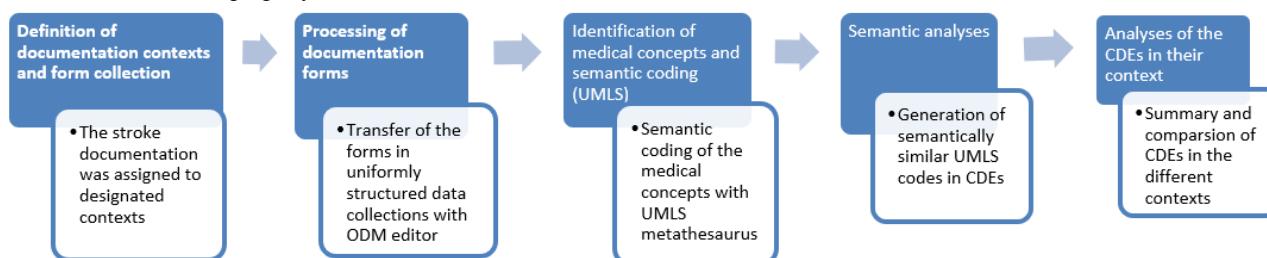 Definition of
documentation contexts
and form collection
•The stroke
documentation
was assigned to
designated
contexts
Processing of
documentation
forms
•Transfer of the
forms in
uniformly
structured data
collections with
ODM editor
Identification of
medical concepts and
semantic coding
(UMLS)
•Semantic
coding of the
medical
concepts with
UMLS
metathesaurus
Semantic analyses
•Generation of
semantically
similar UMLS
codes in CDEs
Analyses of the
CDEs in their
context
•Summary and
comparsion of
CDEs in the
different
contexts